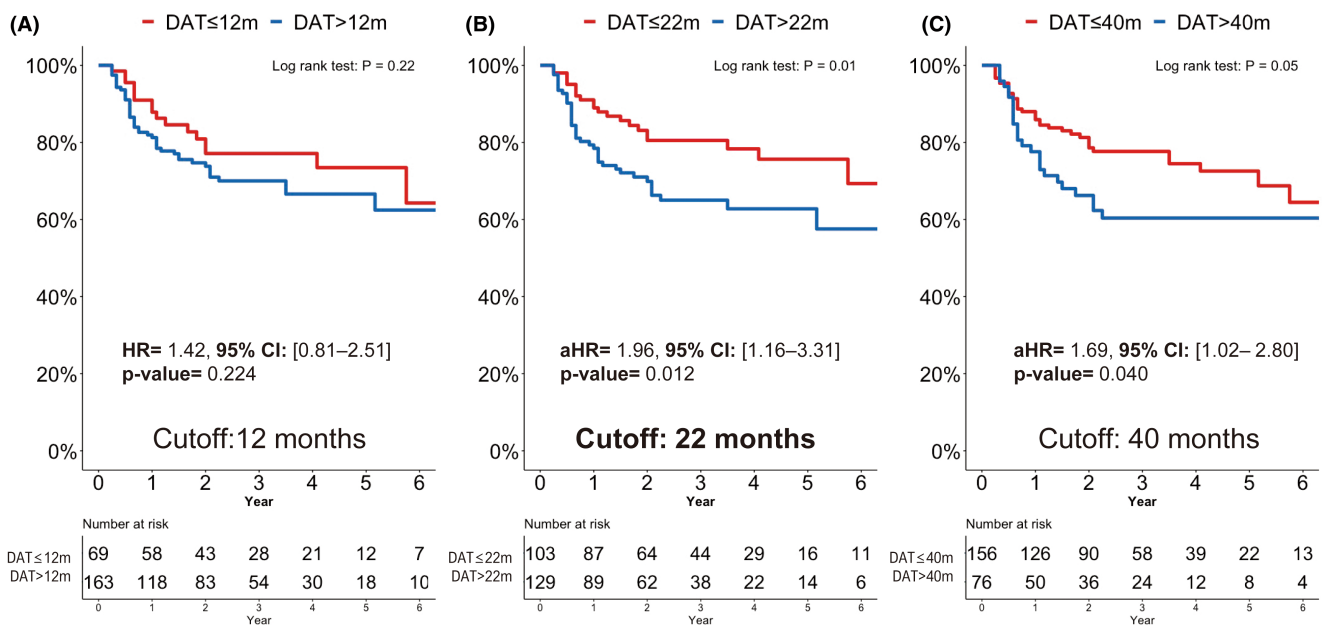 (A) DAT≤12m DAT>12m
100%
80%
60%
40%
20%
0%
Log rank test: P = 0.22
HR= 1.42, 95% CI: [0.81–2.51]
p-value= 0.224
Cutoff:12 months
0 1 2 3 4 5 6
Year
Number at risk
DAT≤12m 69 58 43 28 21 12 7
DAT>12m 163 118 83 54 30 18 10
0 1 2 3 4 5 6
Year
(B) DAT≤22m DAT>22m
100%
80%
60%
40%
20%
0%
Log rank test: P = 0.01
aHR= 1.96, 95% CI: [1.16–3.31]
p-value= 0.012
Cutoff: 22 months
0 1 2 3 4 5 6
Year
Number at risk
DAT≤22m 103 87 64 44 29 16 11
DAT>22m 129 89 62 38 22 14 6
0 1 2 3 4 5 6
Year
(C) DAT≤40m DAT>40m
100%
80%
60%
40%
20%
0%
Log rank test: P = 0.05
aHR= 1.69, 95% CI: [1.02– 2.80]
p-value= 0.040
Cutoff: 40 months
0 1 2 3 4 5 6
Year
Number at risk
DAT≤40m 156 126 90 58 39 22 13
DAT>40m 76 50 36 24 12 8 4
0 1 2 3 4 5 6
Year